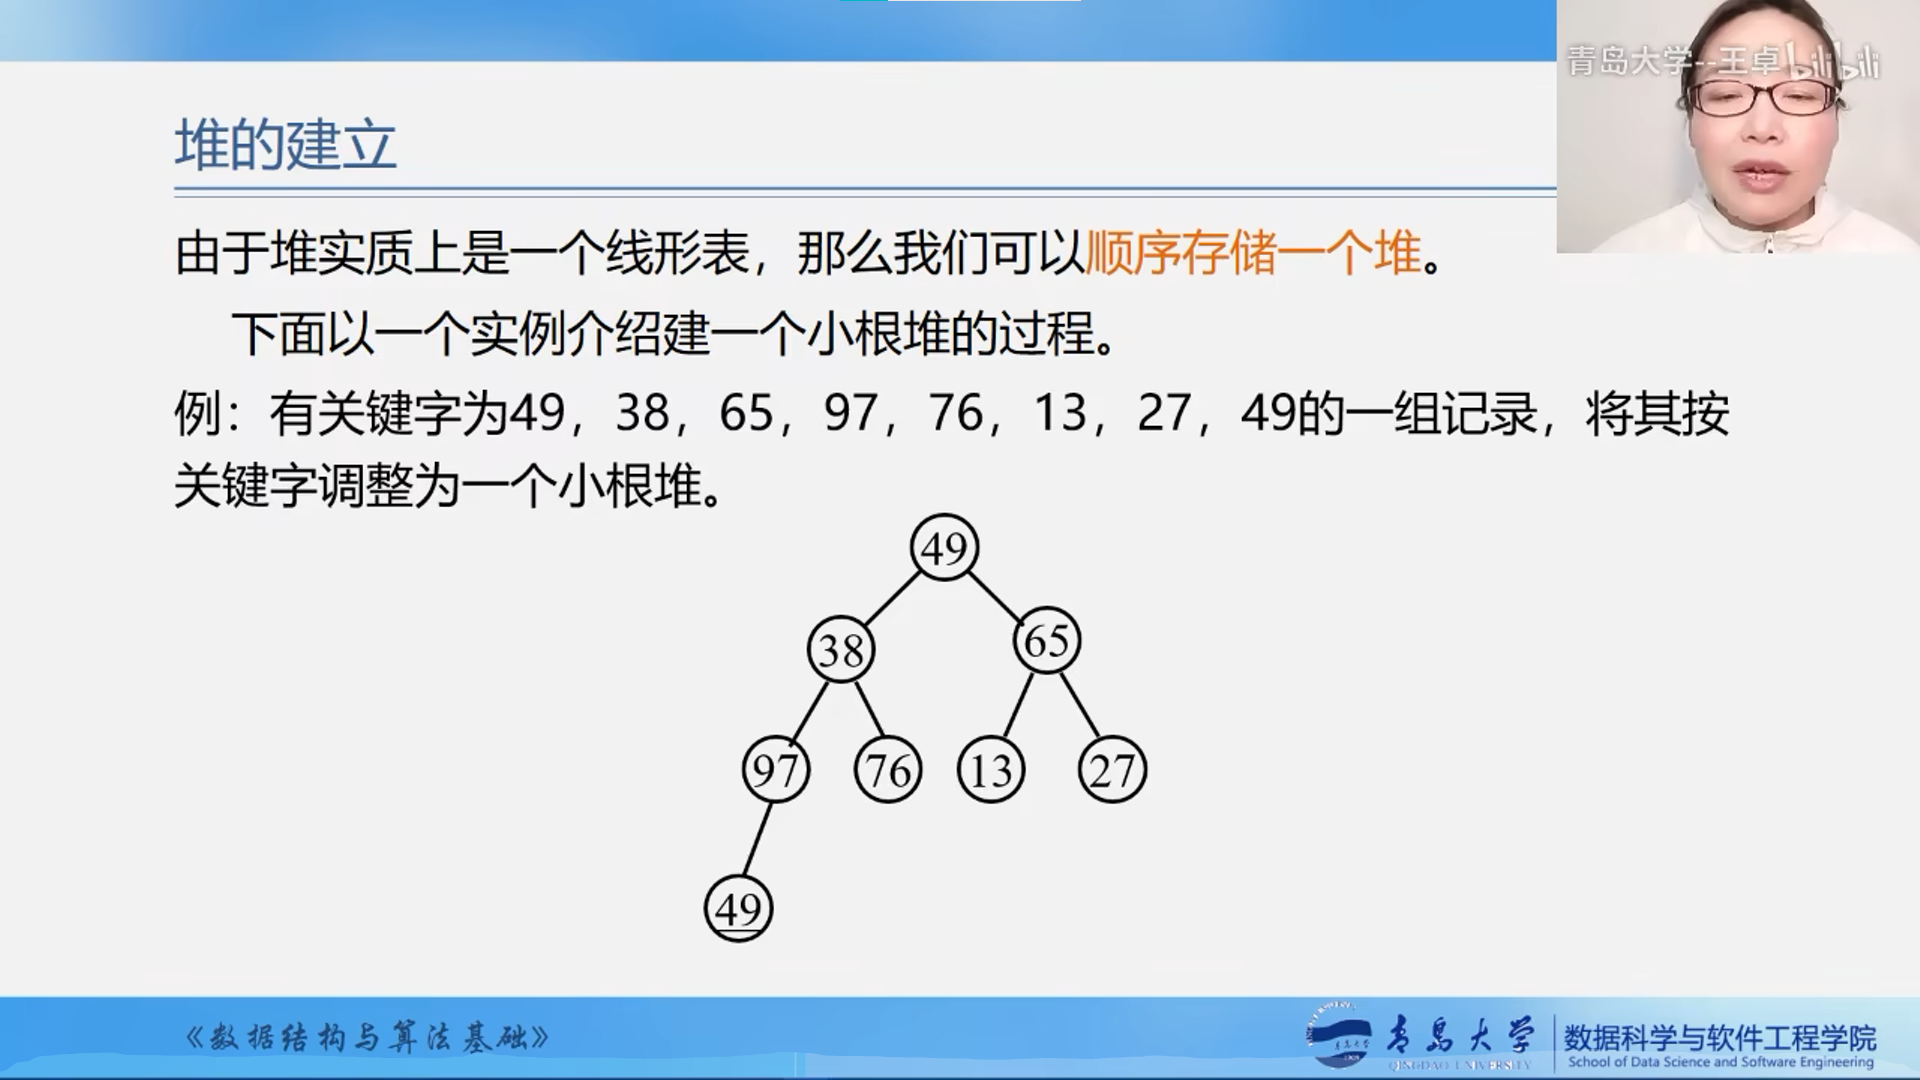 青岛大学--王卓 bilibili
堆的建立
由于堆实质上是一个线形表，那么我们可以顺序存储一个堆。
下面以一个实例介绍建一个小根堆的过程。
例：有关键字为49，38，65，97，76，13，27，49的一组记录，将其按
关键字调整为一个小根堆。
49
38 65
97 76 13 27
49
《数据结构与算法基础》
青岛大学 数据科学与软件工程学院
QINGDAO UNIVERSITY School of Data Science and Software Engineering